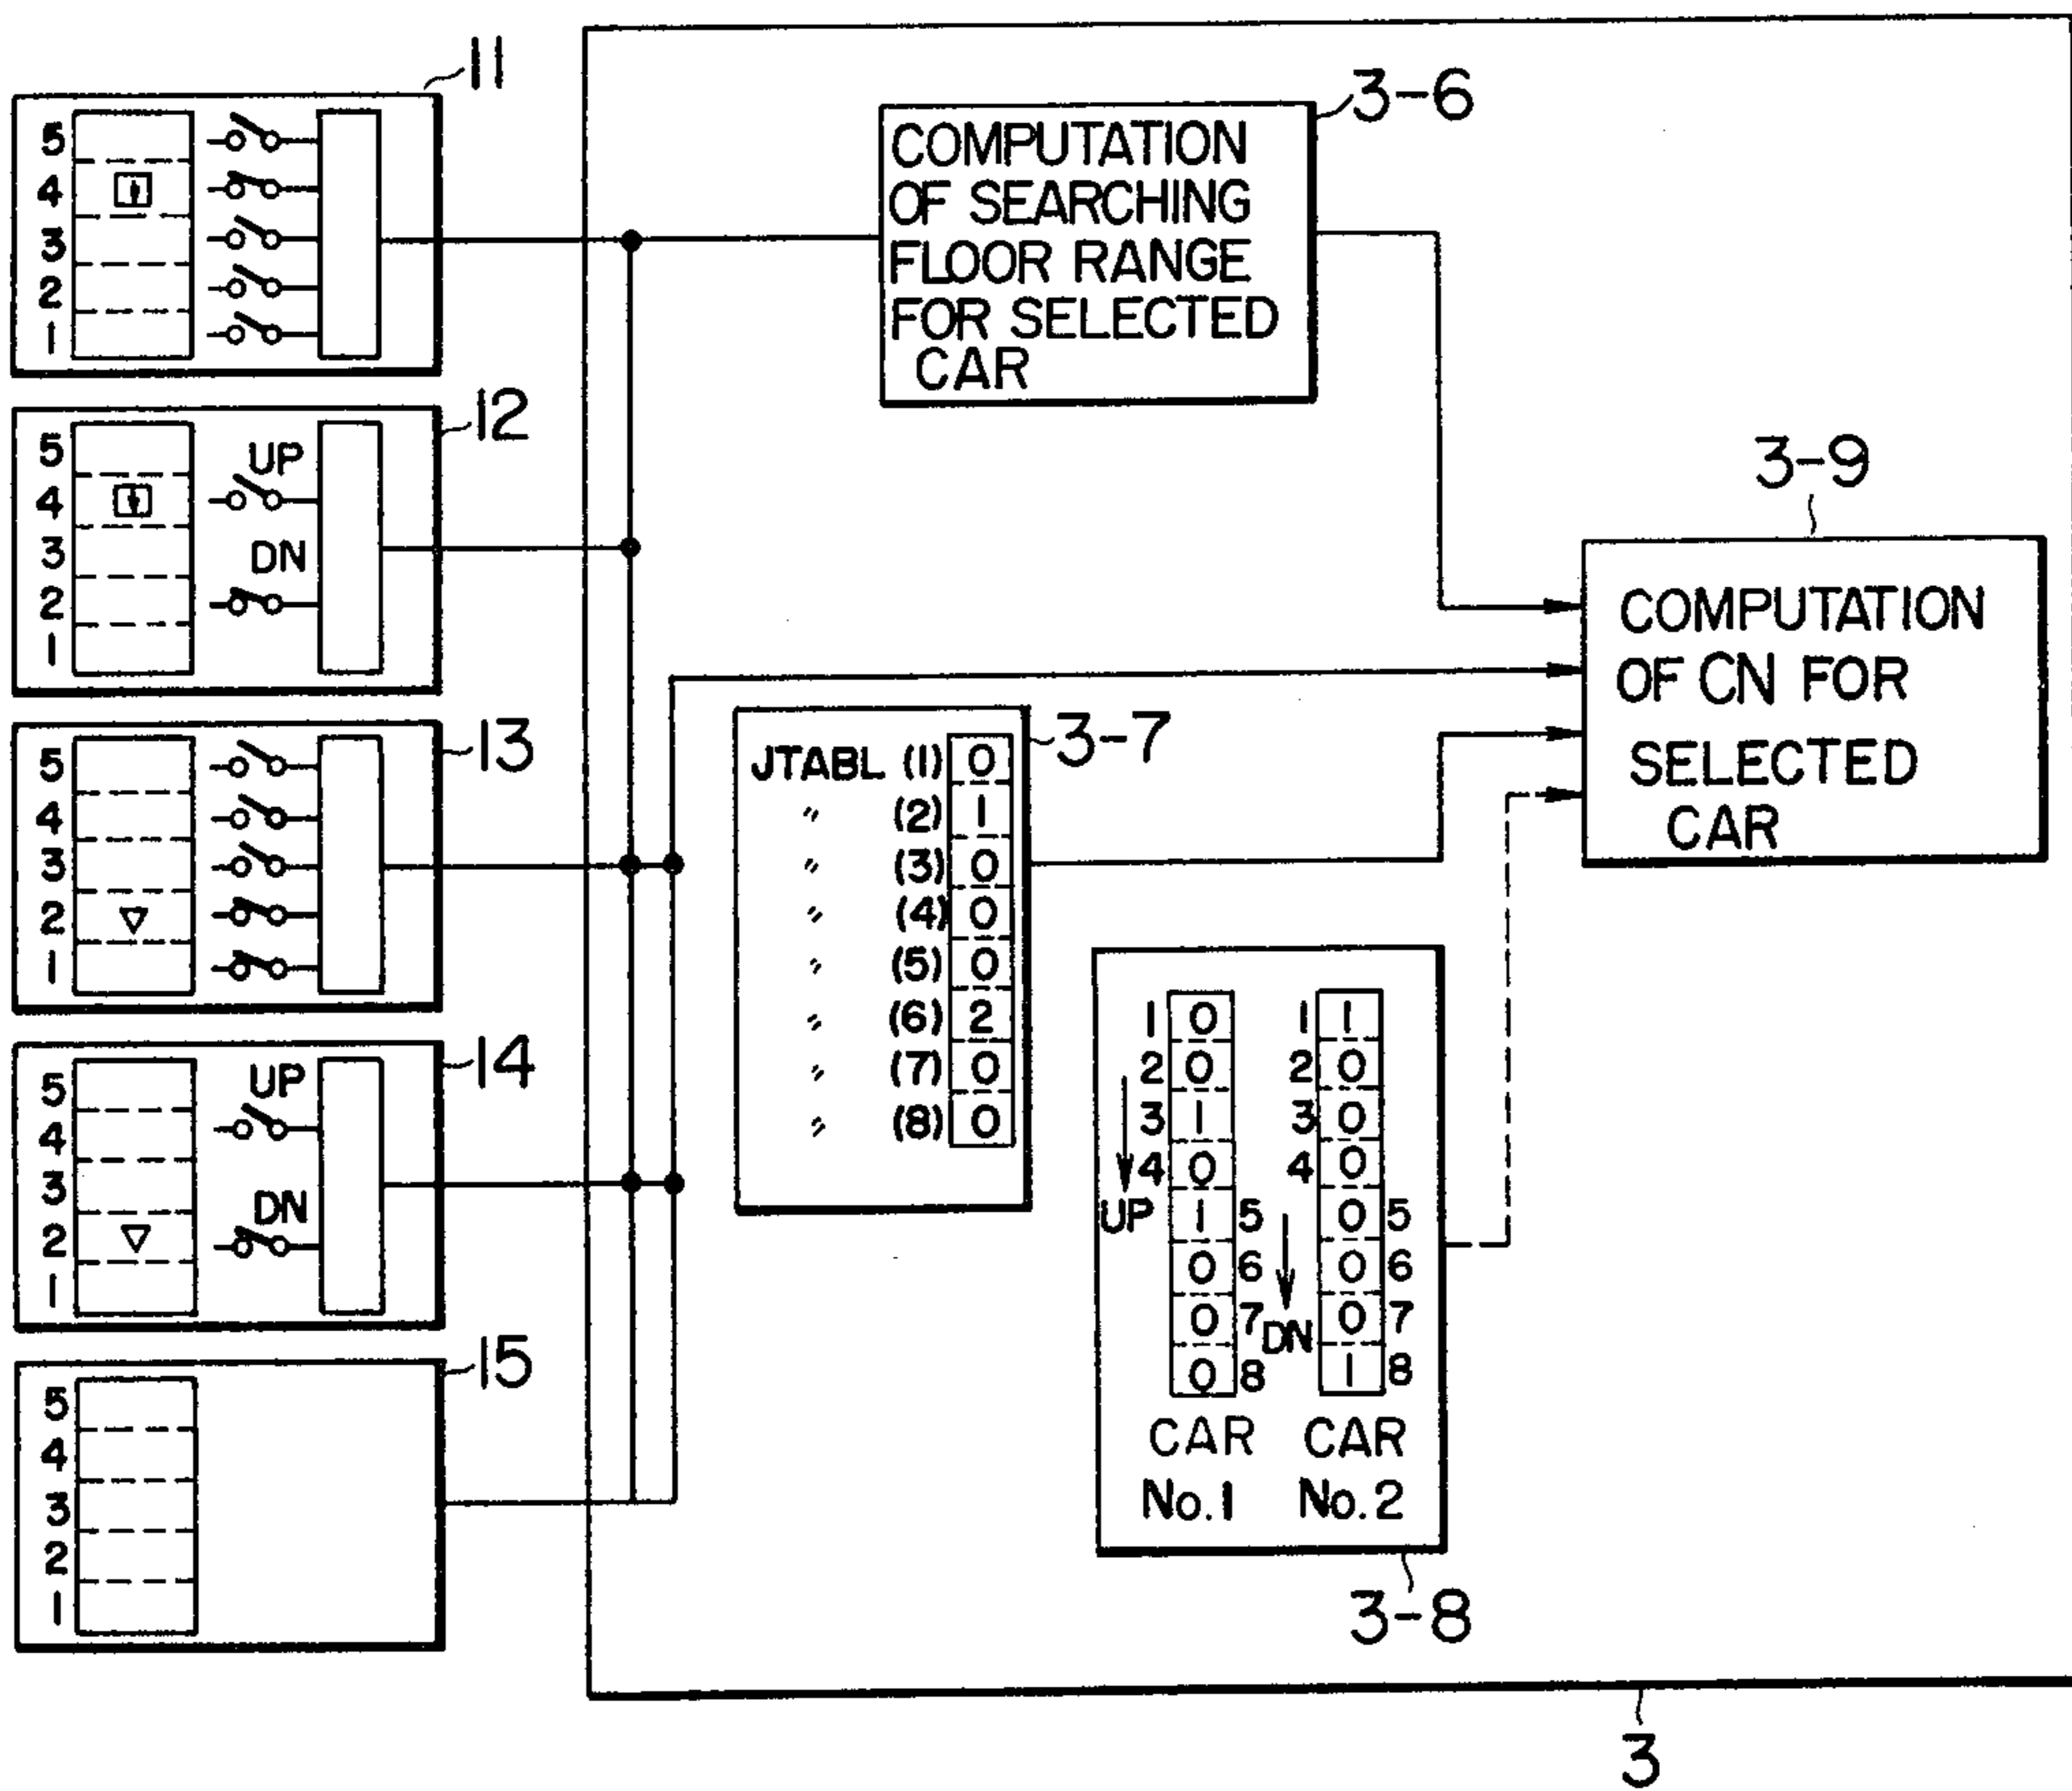 11
5
4
3
2
1
12
5
4
3
2
1
UP
DN
13
5
4
3
2
1
14
5
4
3
2
1
UP
DN
15
5
4
3
2
1
3-6
COMPUTATION
OF SEARCHING
FLOOR RANGE
FOR SELECTED
CAR
3-9
COMPUTATION
OF CN FOR
SELECTED
CAR
3-7
JTABL (1) 0
〃 (2) 1
〃 (3) 0
〃 (4) 0
〃 (5) 0
〃 (6) 2
〃 (7) 0
〃 (8) 0
1 0
2 0
3 1
4 0
UP
1 5
0 6
0 7
0 8
CAR
No.1
1 1
2 0
3 0
4 0
0 5
0 6
DN
0 7
1 8
CAR
No.2
3-8
3